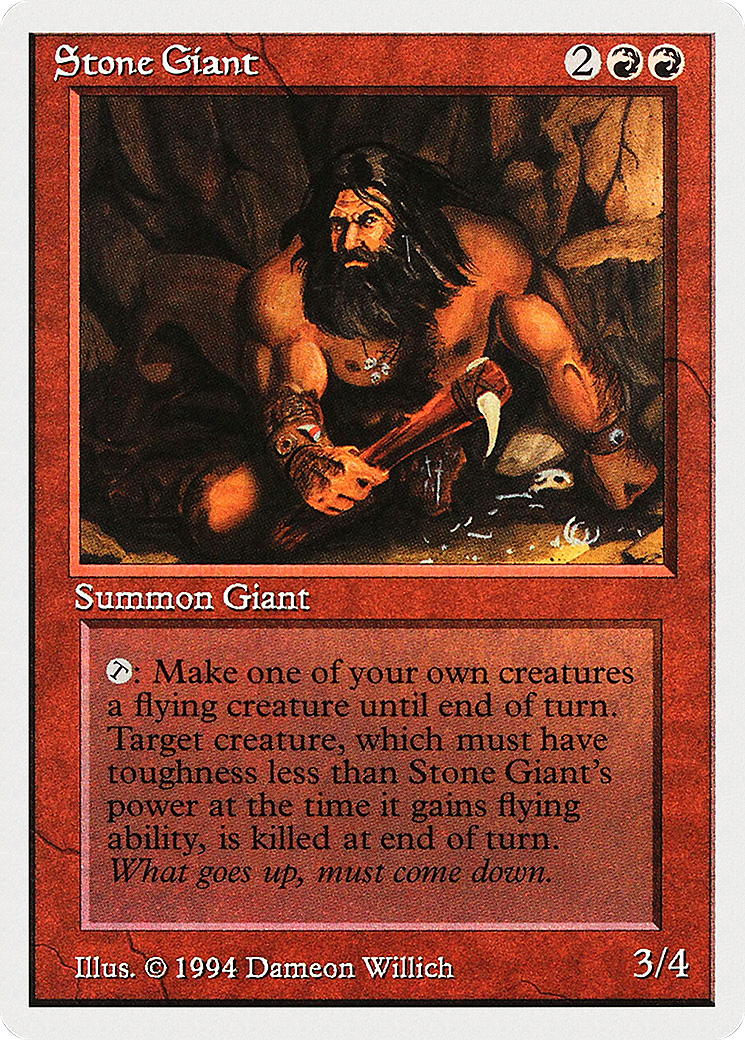 Stone Giant 2
Summon Giant
T: Make one of your own creatures
a flying creature until end of turn.
Target creature, which must have
toughness less than Stone Giant's
power at the time it gains flying
ability, is killed at end of turn.
What goes up, must come down.
Illus. © 1994 Dameon Willich 3/4